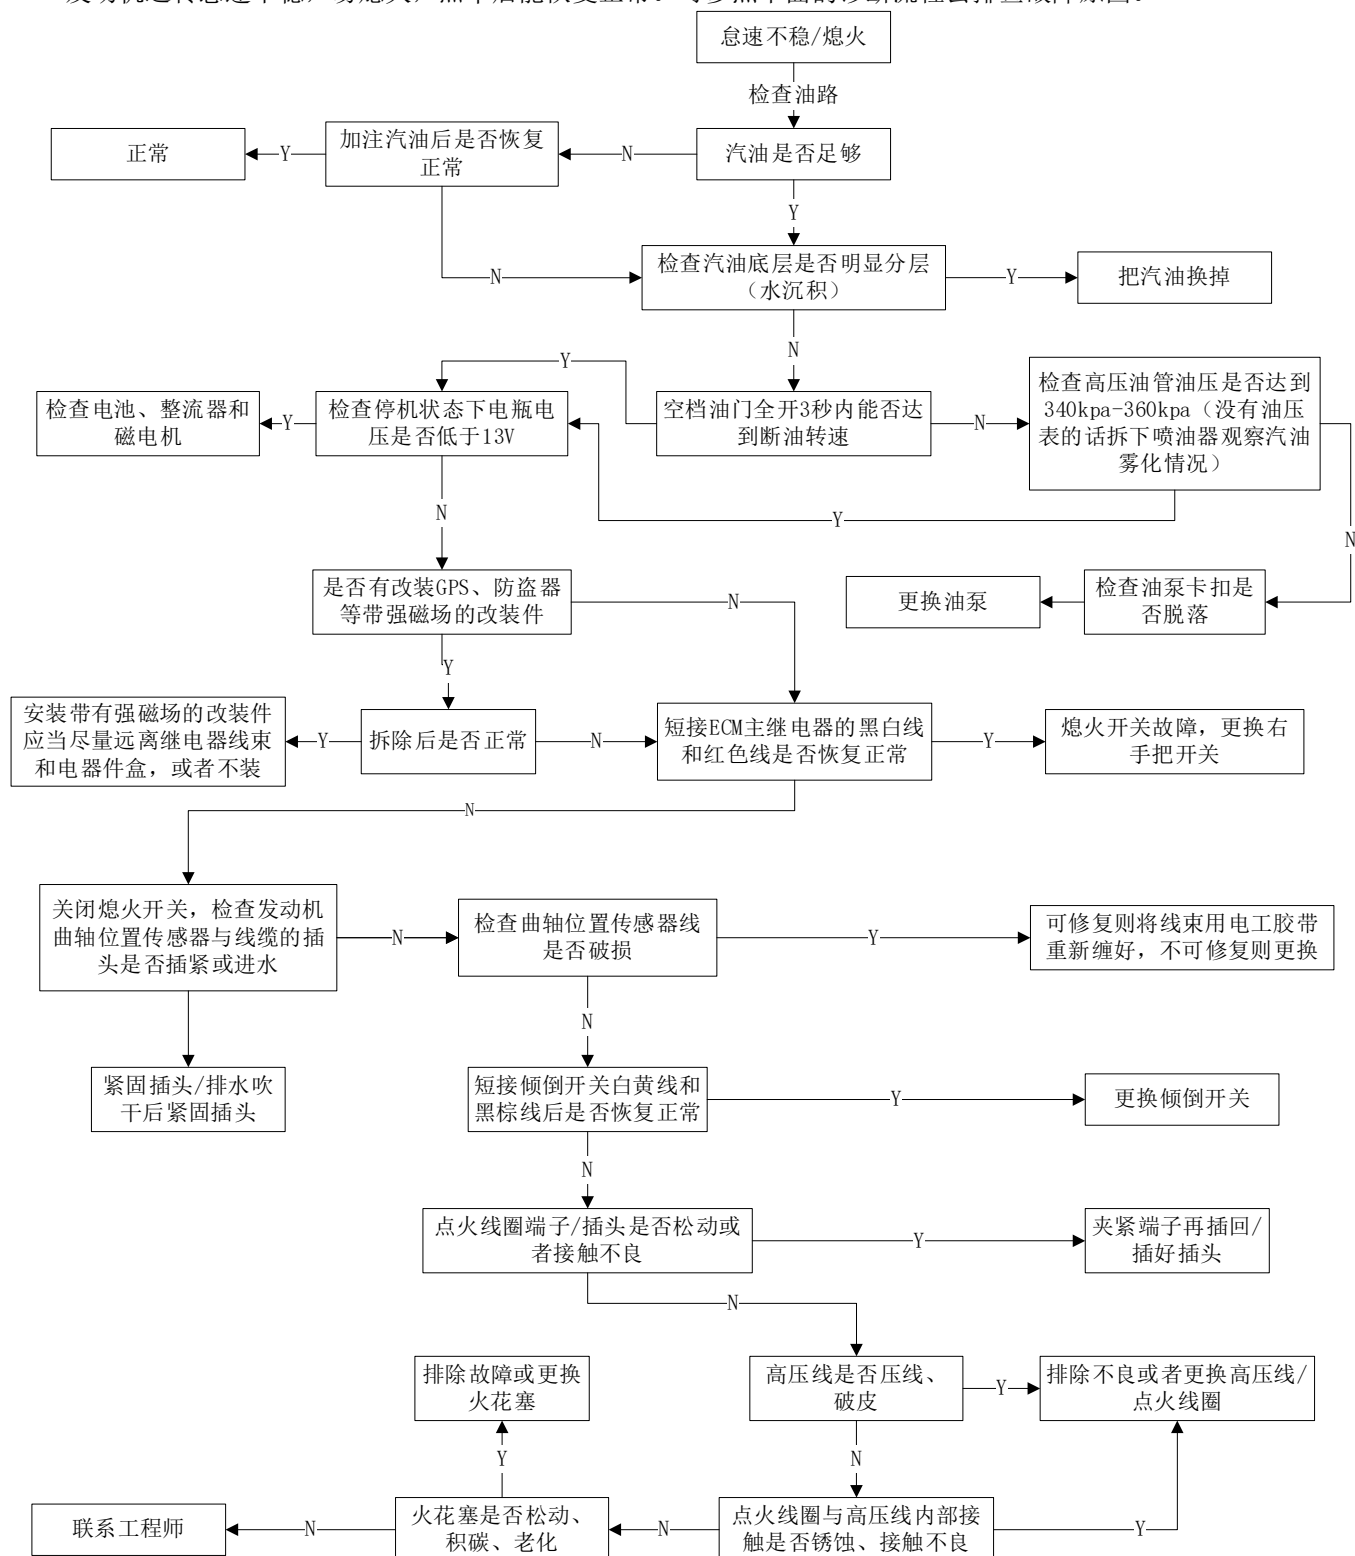 怠速不稳/熄火
检查油路
正常
Y
加注汽油后是否恢复
正常
N
汽油是否足够
Y
检查汽油底层是否明显分层
（水沉积）
N
Y
把汽油换掉
N
Y
检查电池、整流器和
磁电机
Y
检查停机状态下电瓶电
压是否低于13V
空档油门全开3秒内能否达
到断油转速
N
检查高压油管油压是否达到
340kpa-360kpa（没有油压
表的话拆下喷油器观察汽油
雾化情况）
Y
N
N
是否有改装GPS、防盗器
等带强磁场的改装件
N
更换油泵
检查油泵卡扣是
否脱落
Y
安装带有强磁场的改装件
应当尽量远离继电器线束
和电器件盒，或者不装
Y
拆除后是否正常
N
短接ECM主继电器的黑白线
和红色线是否恢复正常
Y
熄火开关故障，更换右
手把开关
N
关闭熄火开关，检查发动机
曲轴位置传感器与线缆的插
头是否插紧或进水
N
检查曲轴位置传感器线
是否破损
Y
可修复则将线束用电工胶带
重新缠好，不可修复则更换
N
紧固插头/排水吹
干后紧固插头
短接倾倒开关白黄线和
黑棕线后是否恢复正常
Y
更换倾倒开关
N
点火线圈端子/插头是否松动或
者接触不良
Y
夹紧端子再插回/
插好插头
N
排除故障或更换
火花塞
高压线是否压线、
破皮
Y
排除不良或者更换高压线/
点火线圈
Y
N
联系工程师
N
火花塞是否松动、
积碳、老化
N
点火线圈与高压线内部接
触是否锈蚀、接触不良
Y